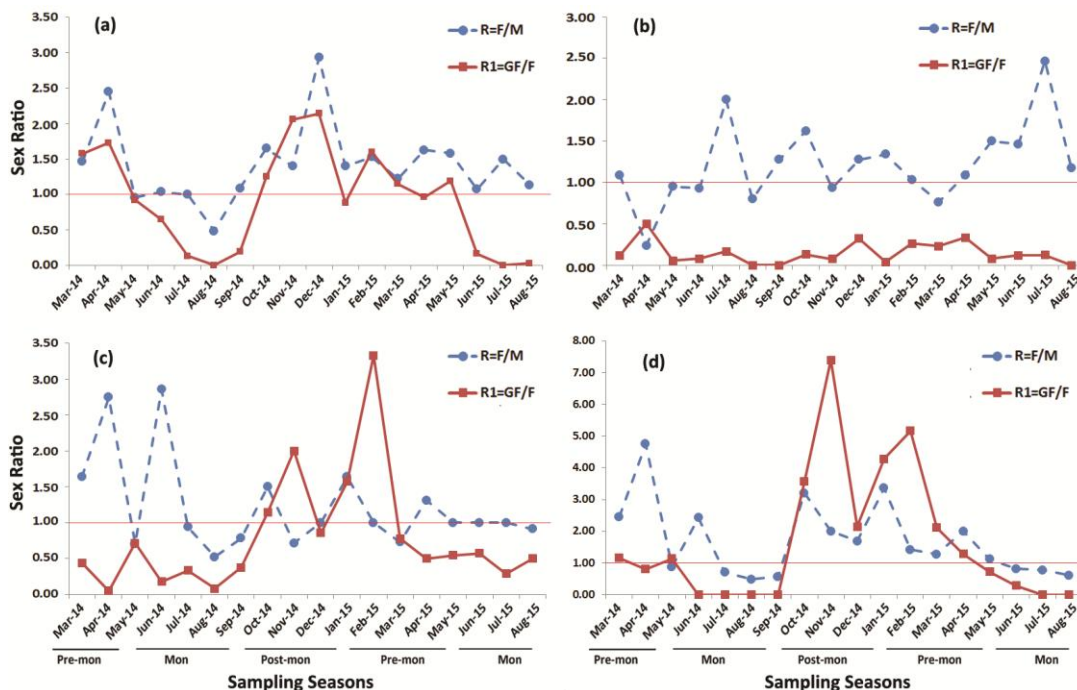 (a)
R=F/M
R1=GF/F
3.50
3.00
2.50
2.00
1.50
1.00
0.50
0.00
Sex Ratio
Mar-14 Apr-14 May-14 Jun-14 Jul-14 Aug-14 Sep-14 Oct-14 Nov-14 Dec-14 Jan-15 Feb-15 Mar-15 Apr-15 May-15 Jun-15 Jul-15 Aug-15
(b)
R=F/M
R1=GF/F
3.00
2.50
2.00
1.50
1.00
0.50
0.00
Mar-14 Apr-14 May-14 Jun-14 Jul-14 Aug-14 Sep-14 Oct-14 Nov-14 Dec-14 Jan-15 Feb-15 Mar-15 Apr-15 May-15 Jun-15 Jul-15 Aug-15
(c)
R=F/M
R1=GF/F
3.50
3.00
2.50
2.00
1.50
1.00
0.50
0.00
Sex Ratio
Mar-14 Apr-14 May-14 Jun-14 Jul-14 Aug-14 Sep-14 Oct-14 Nov-14 Dec-14 Jan-15 Feb-15 Mar-15 Apr-15 May-15 Jun-15 Jul-15 Aug-15
Pre-mon Mon Post-mon Pre-mon Mon
Sampling Seasons
(d)
R=F/M
R1=GF/F
8.00
7.00
6.00
5.00
4.00
3.00
2.00
1.00
0.00
Mar-14 Apr-14 May-14 Jun-14 Jul-14 Aug-14 Sep-14 Oct-14 Nov-14 Dec-14 Jan-15 Feb-15 Mar-15 Apr-15 May-15 Jun-15 Jul-15 Aug-15
Pre-mon Mon Post-mon Pre-mon Mon
Sampling Seasons